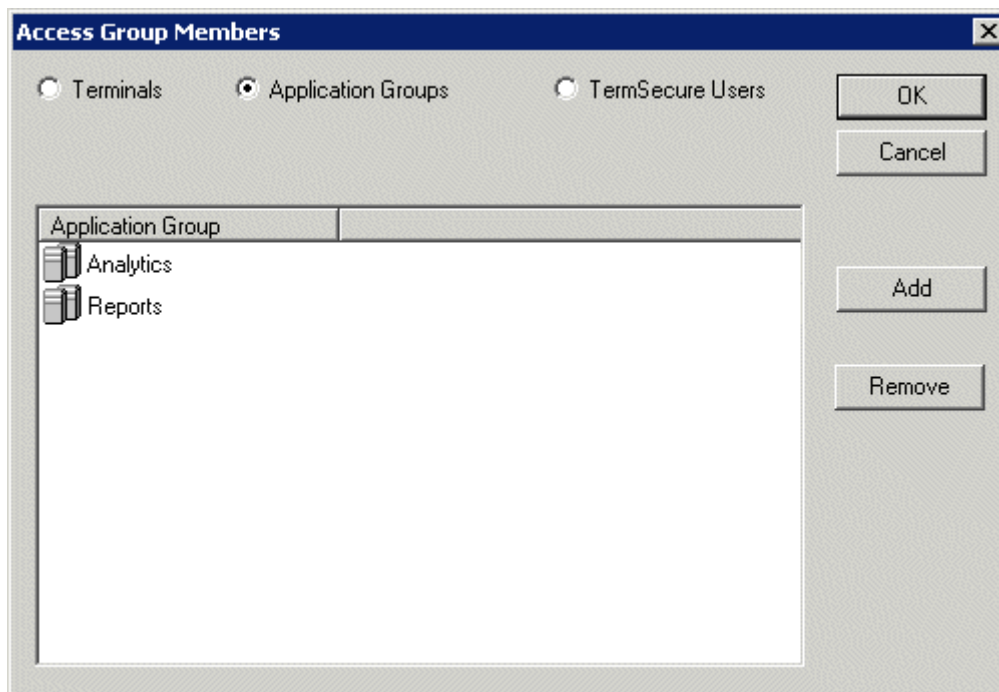 Access Group Members
Terminals
Application Groups
TermSecure Users
OK
Cancel
Application Group
Analytics
Reports
Add
Remove